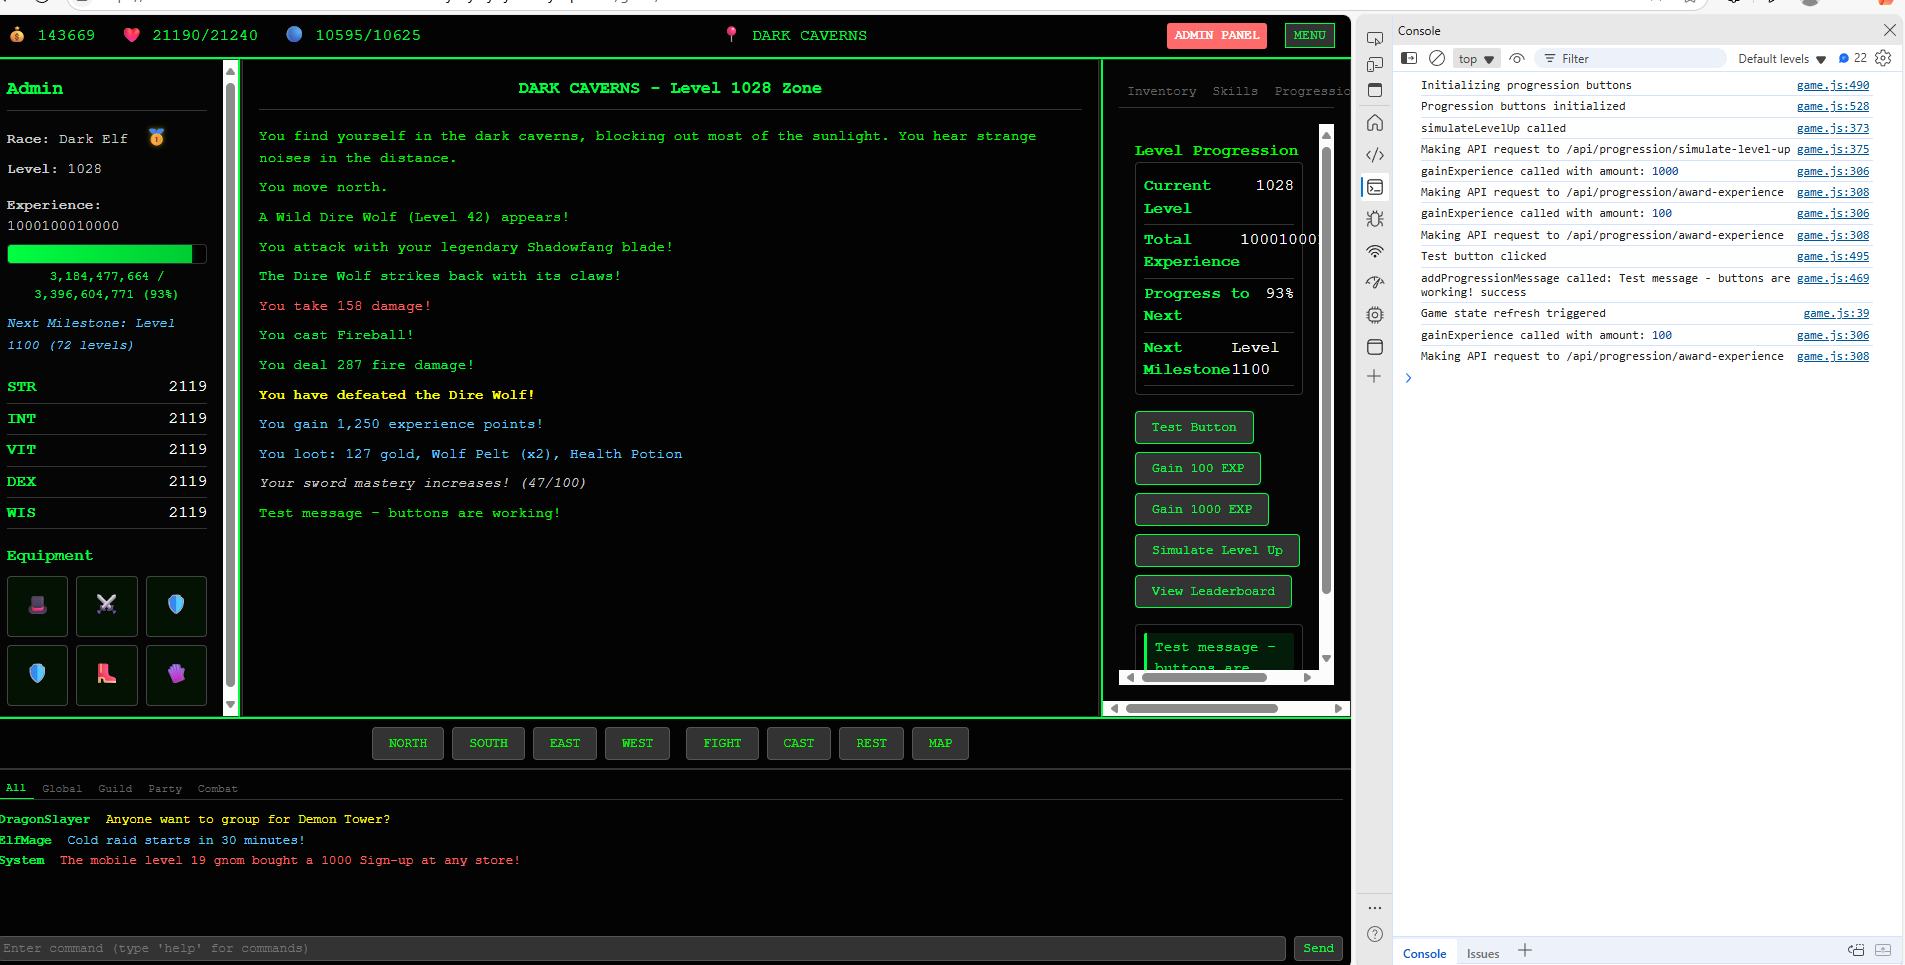 143669
21190/21240
10595/10625
DARK CAVERNS
ADMIN PANEL
MENU
Admin
Race: Dark Elf
Level: 1028
Experience:
1000100010000
3,184,477,664 /
3,396,604,771 (93%)
Next Milestone: Level
1100 (72 levels)
STR 2119
INT 2119
VIT 2119
DEX 2119
WIS 2119
Equipment
DARK CAVERNS - Level 1028 Zone
You find yourself in the dark caverns, blocking out most of the sunlight. You hear strange
noises in the distance.
You move north.
A Wild Dire Wolf (Level 42) appears!
You attack with your legendary Shadowfang blade!
The Dire Wolf strikes back with its claws!
You take 158 damage!
You cast Fireball!
You deal 287 fire damage!
You have defeated the Dire Wolf!
You gain 1,250 experience points!
You loot: 127 gold, Wolf Pelt (x2), Health Potion
Your sword mastery increases! (47/100)
Test message - buttons are working!
Inventory Skills Progressio
Level Progression
Current 1028
Level
Total 10001000
Experience
Progress to 93%
Next
Next Level
Milestone 1100
Test Button
Gain 100 EXP
Gain 1000 EXP
Simulate Level Up
View Leaderboard
Test message -
buttons are
NORTH SOUTH EAST WEST FIGHT CAST REST MAP
All Global Guild Party Combat
DragonSlayer Anyone want to group for Demon Tower?
ElfMage Cold raid starts in 30 minutes!
System The mobile level 19 gnom bought a 1000 Sign-up at any store!
Enter command (type 'help' for commands)
Send
Console
top
Filter
Default levels
22
Initializing progression buttons game.js:490
Progression buttons initialized game.js:528
simulateLevelUp called game.js:373
Making API request to /api/progression/simulate-level-up game.js:375
gainExperience called with amount: 1000 game.js:306
Making API request to /api/progression/award-experience game.js:308
gainExperience called with amount: 100 game.js:306
Making API request to /api/progression/award-experience game.js:308
Test button clicked game.js:495
addProgressionMessage called: Test message - buttons are game.js:469
working! success
Game state refresh triggered game.js:39
gainExperience called with amount: 100 game.js:306
Making API request to /api/progression/award-experience game.js:308
Console Issues